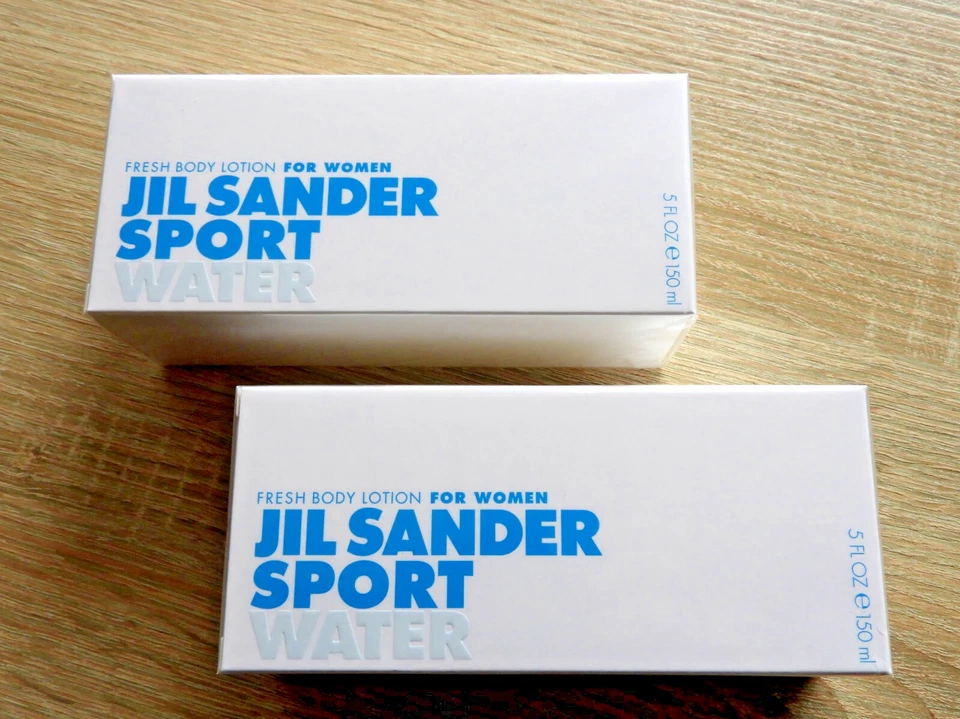 FRESH BODY LOTION FOR WOMEN
JIL SANDER
SPORT
WATER
5 FL OZ ℮ 150 ml
FRESH BODY LOTION FOR WOMEN
JIL SANDER
SPORT
WATER
5 FL OZ ℮ 150 ml